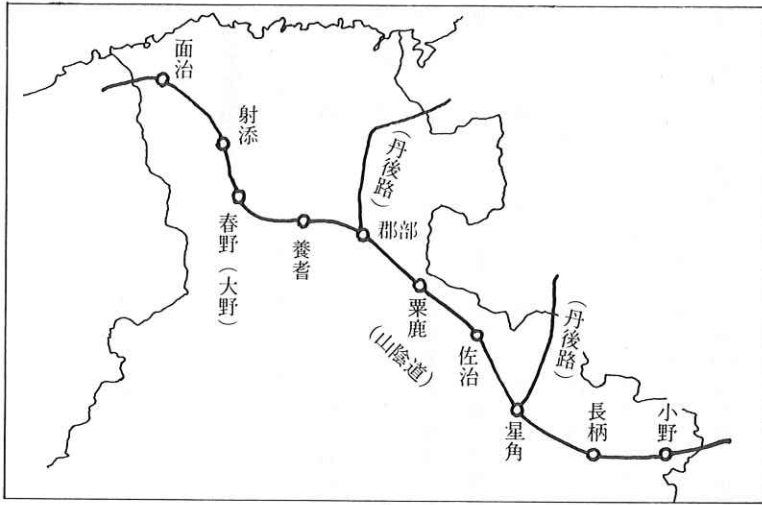 面治
射添
春野（大野）
養耆
（丹後路）
郡部
粟鹿
（山陰道）
佐治
（丹後路）
星角
長柄
小野